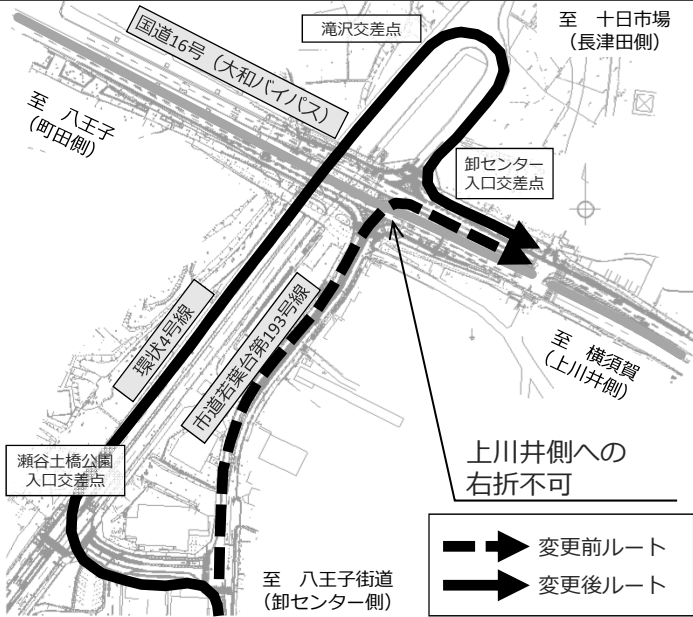 国道16号（大和バイパス）
滝沢交差点
至　十日市場
（長津田側）
至　八王子
（町田側）
卸センター
入口交差点
環状4号線
市道若葉台第193号線
至　横須賀
（上川井側）
瀬谷土橋公園
入口交差点
上川井側への
右折不可
至　八王子街道
（卸センター側）
変更前ルート
変更後ルート